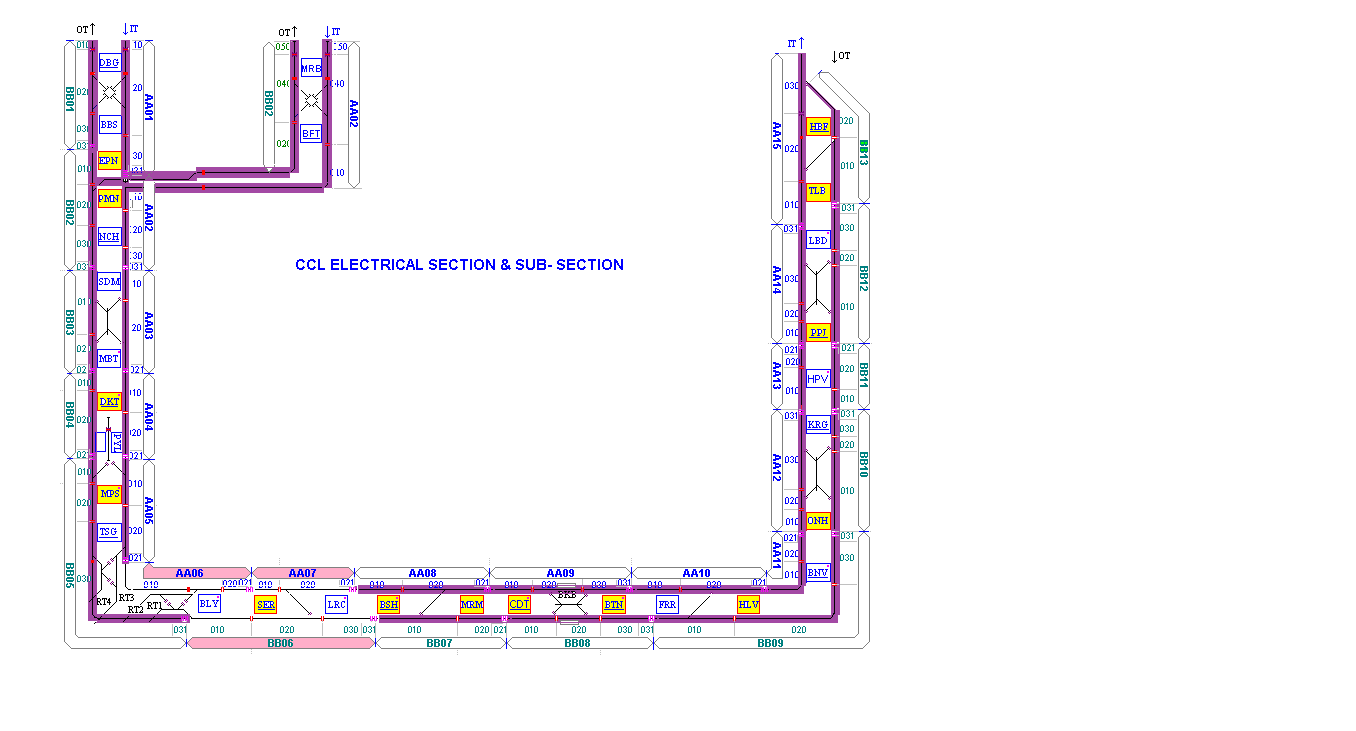 OT
IT
OT
IT
IT
OT
010
10
050
050
DBG
MRB
020
20
040
040
030
BB01
AA01
BB02
AA02
HBF
020
BBS
BFT
AA15
BB13
030
031
30
020
020
010
EPN
021
010
TLB
010
010
PMN
010
031
031
BB02
AA02
020
NCH
020
LBD
030
030
030
020
031
031
SDM
10
030
AA14
BB12
010
010
BB03
AA03
20
020
010
PPJ
020
MBT
021
021
021
020
020
010
DKT
010
AA13
HPV
BB11
010
010
BB04
AA04
020
PYL
020
031
KRG
031
030
020
021
021
030
AA12
BB10
010
MPS
010
010
020
AA05
020
010
ONH
TSG
020
021
031
021
020
030
BB05
030
AA11
010
BNV
CCL ELECTRICAL SECTION & SUB- SECTION
AA06
AA07
AA08
AA09
AA10
010
020
021
010
020
021
010
020
021
010
020
031
010
020
021
RT4
RT3
RT2
RT1
BLY
SER
LRC
BSH
MRM
CDT
BKB
BTN
FRR
HLV
031
010
020
030
031
010
020
021
010
020
030
031
010
020
BB06
BB07
BB08
BB09